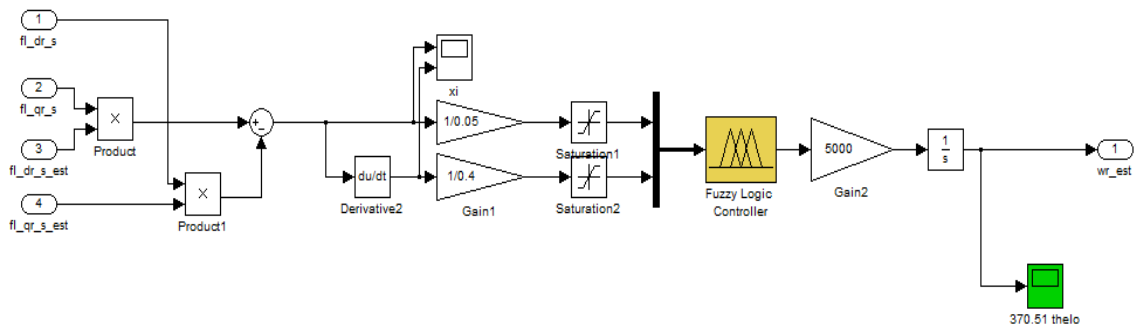 1
fl_dr_s
2
fl_qr_s
3
fl_dr_s_est
4
fl_qr_s_est
×
Product
×
Product1
+
−
xi
du/dt
Derivative2
1/0.05
1/0.4
Gain1
Saturation1
Saturation2
Fuzzy Logic
Controller
5000
Gain2
1
s
1
wr_est
370.51 thelo